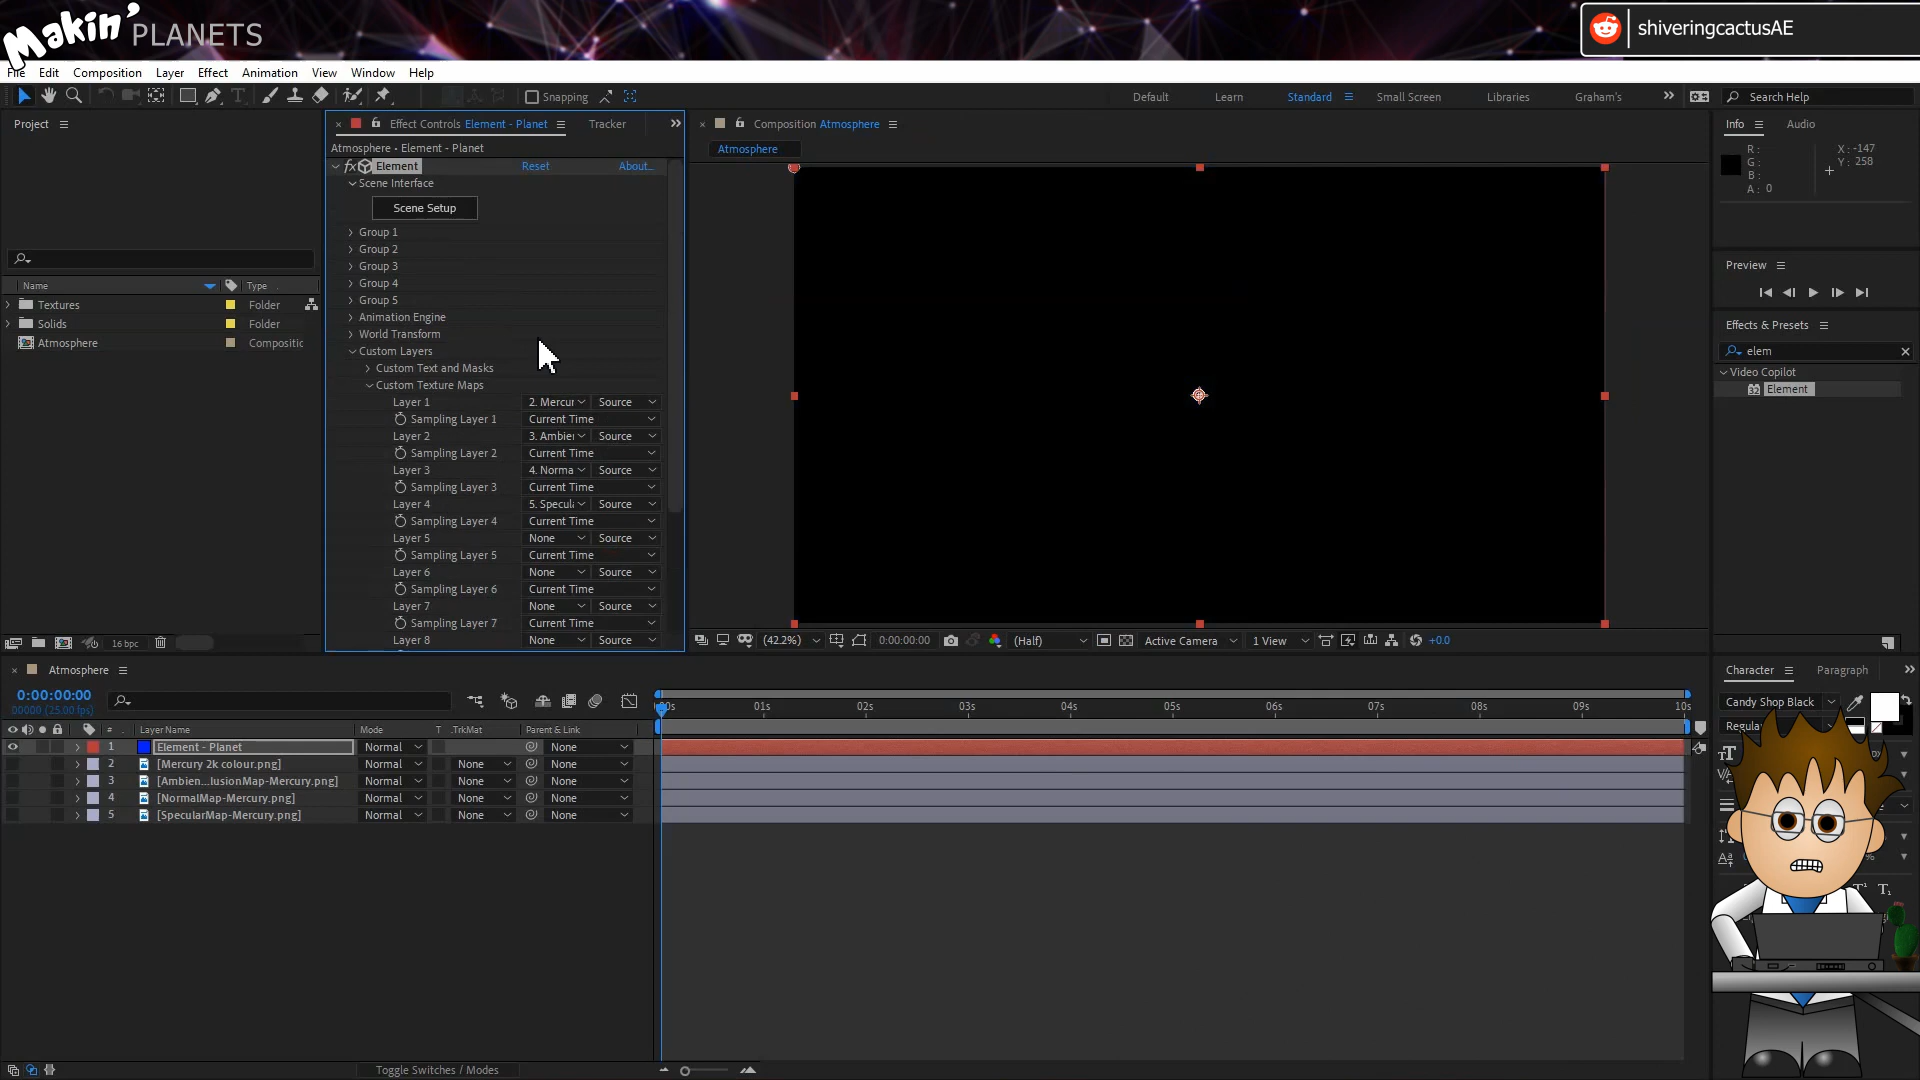 Makin' PLANETS
shiveringcactusAE
File Edit Composition Layer Effect Animation View Window Help
Snapping
Default Learn Standard Small Screen Libraries Graham's
Search Help
Project
Name Type
Textures Folder
Solids Folder
Atmosphere
16 bpc
Effect Controls Element - Planet
Tracker
Atmosphere • Element - Planet
fx Element Reset About...
Scene Interface
Scene Setup
Group 1
Group 2
Group 3
Group 4
Group 5
Animation Engine
World Transform
Custom Layers
Custom Text and Masks
Custom Texture Maps
Layer 1 2. Mercur Source
Sampling Layer 1 Current Time
Layer 2 3. Ambier Source
Sampling Layer 2 Current Time
Layer 3 4. Norma Source
Sampling Layer 3 Current Time
Layer 4 5. Specula Source
Sampling Layer 4 Current Time
Layer 5 None Source
Sampling Layer 5 Current Time
Layer 6 None Source
Sampling Layer 6 Current Time
Layer 7 None Source
Sampling Layer 7 Current Time
Layer 8 None Source
Composition Atmosphere
Atmosphere
(42.2%) 0:00:00:00 (Half) Active Camera 1 View +0.0
Info Audio
R: X: -147
G: Y: 258
B:
A: 0
Preview
Effects & Presets
elem
Video Copilot
32 Element
Character Paragraph
Candy Shop Black
Regular
Atmosphere
0:00:00:00
00000 (25.00 fps)
# Layer Name Mode T .TrkMat Parent & Link
1 Element - Planet Normal None
2 [Mercury 2k colour.png] Normal None None
3 [Ambien...lusionMap-Mercury.png] Normal None None
4 [NormalMap-Mercury.png] Normal None None
5 [SpecularMap-Mercury.png] Normal None None
01s 02s 03s 04s 05s 06s 07s 08s 09s 10s
Toggle Switches / Modes